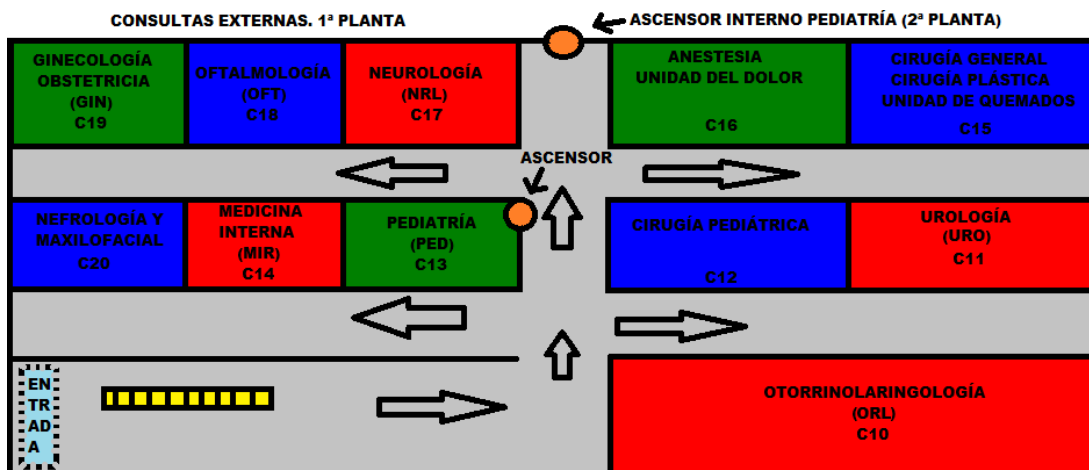 CONSULTAS EXTERNAS. 1ª PLANTA
ASCENSOR INTERNO PEDIATRÍA (2ª PLANTA)
GINECOLOGÍA
OBSTETRICIA
(GIN)
C19
OFTALMOLOGÍA
(OFT)
C18
NEUROLOGÍA
(NRL)
C17
ANESTESIA
UNIDAD DEL DOLOR
C16
CIRUGÍA GENERAL
CIRUGÍA PLÁSTICA
UNIDAD DE QUEMADOS
C15
ASCENSOR
NEFROLOGÍA Y
MAXILOFACIAL
C20
MEDICINA
INTERNA
(MIR)
C14
PEDIATRÍA
(PED)
C13
CIRUGÍA PEDIÁTRICA
C12
UROLOGÍA
(URO)
C11
EN
TR
AD
A
OTORRINOLARINGOLOGÍA
(ORL)
C10